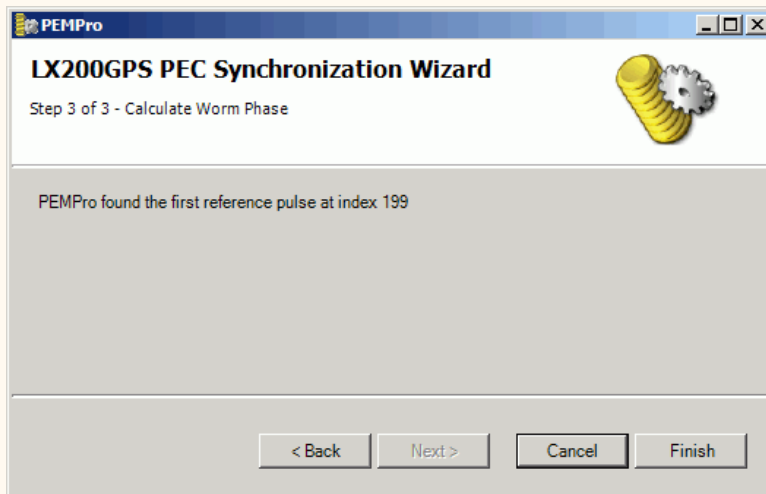 PEMPro
LX200GPS PEC Synchronization Wizard
Step 3 of 3 - Calculate Worm Phase
PEMPro found the first reference pulse at index 199
< Back Next > Cancel Finish